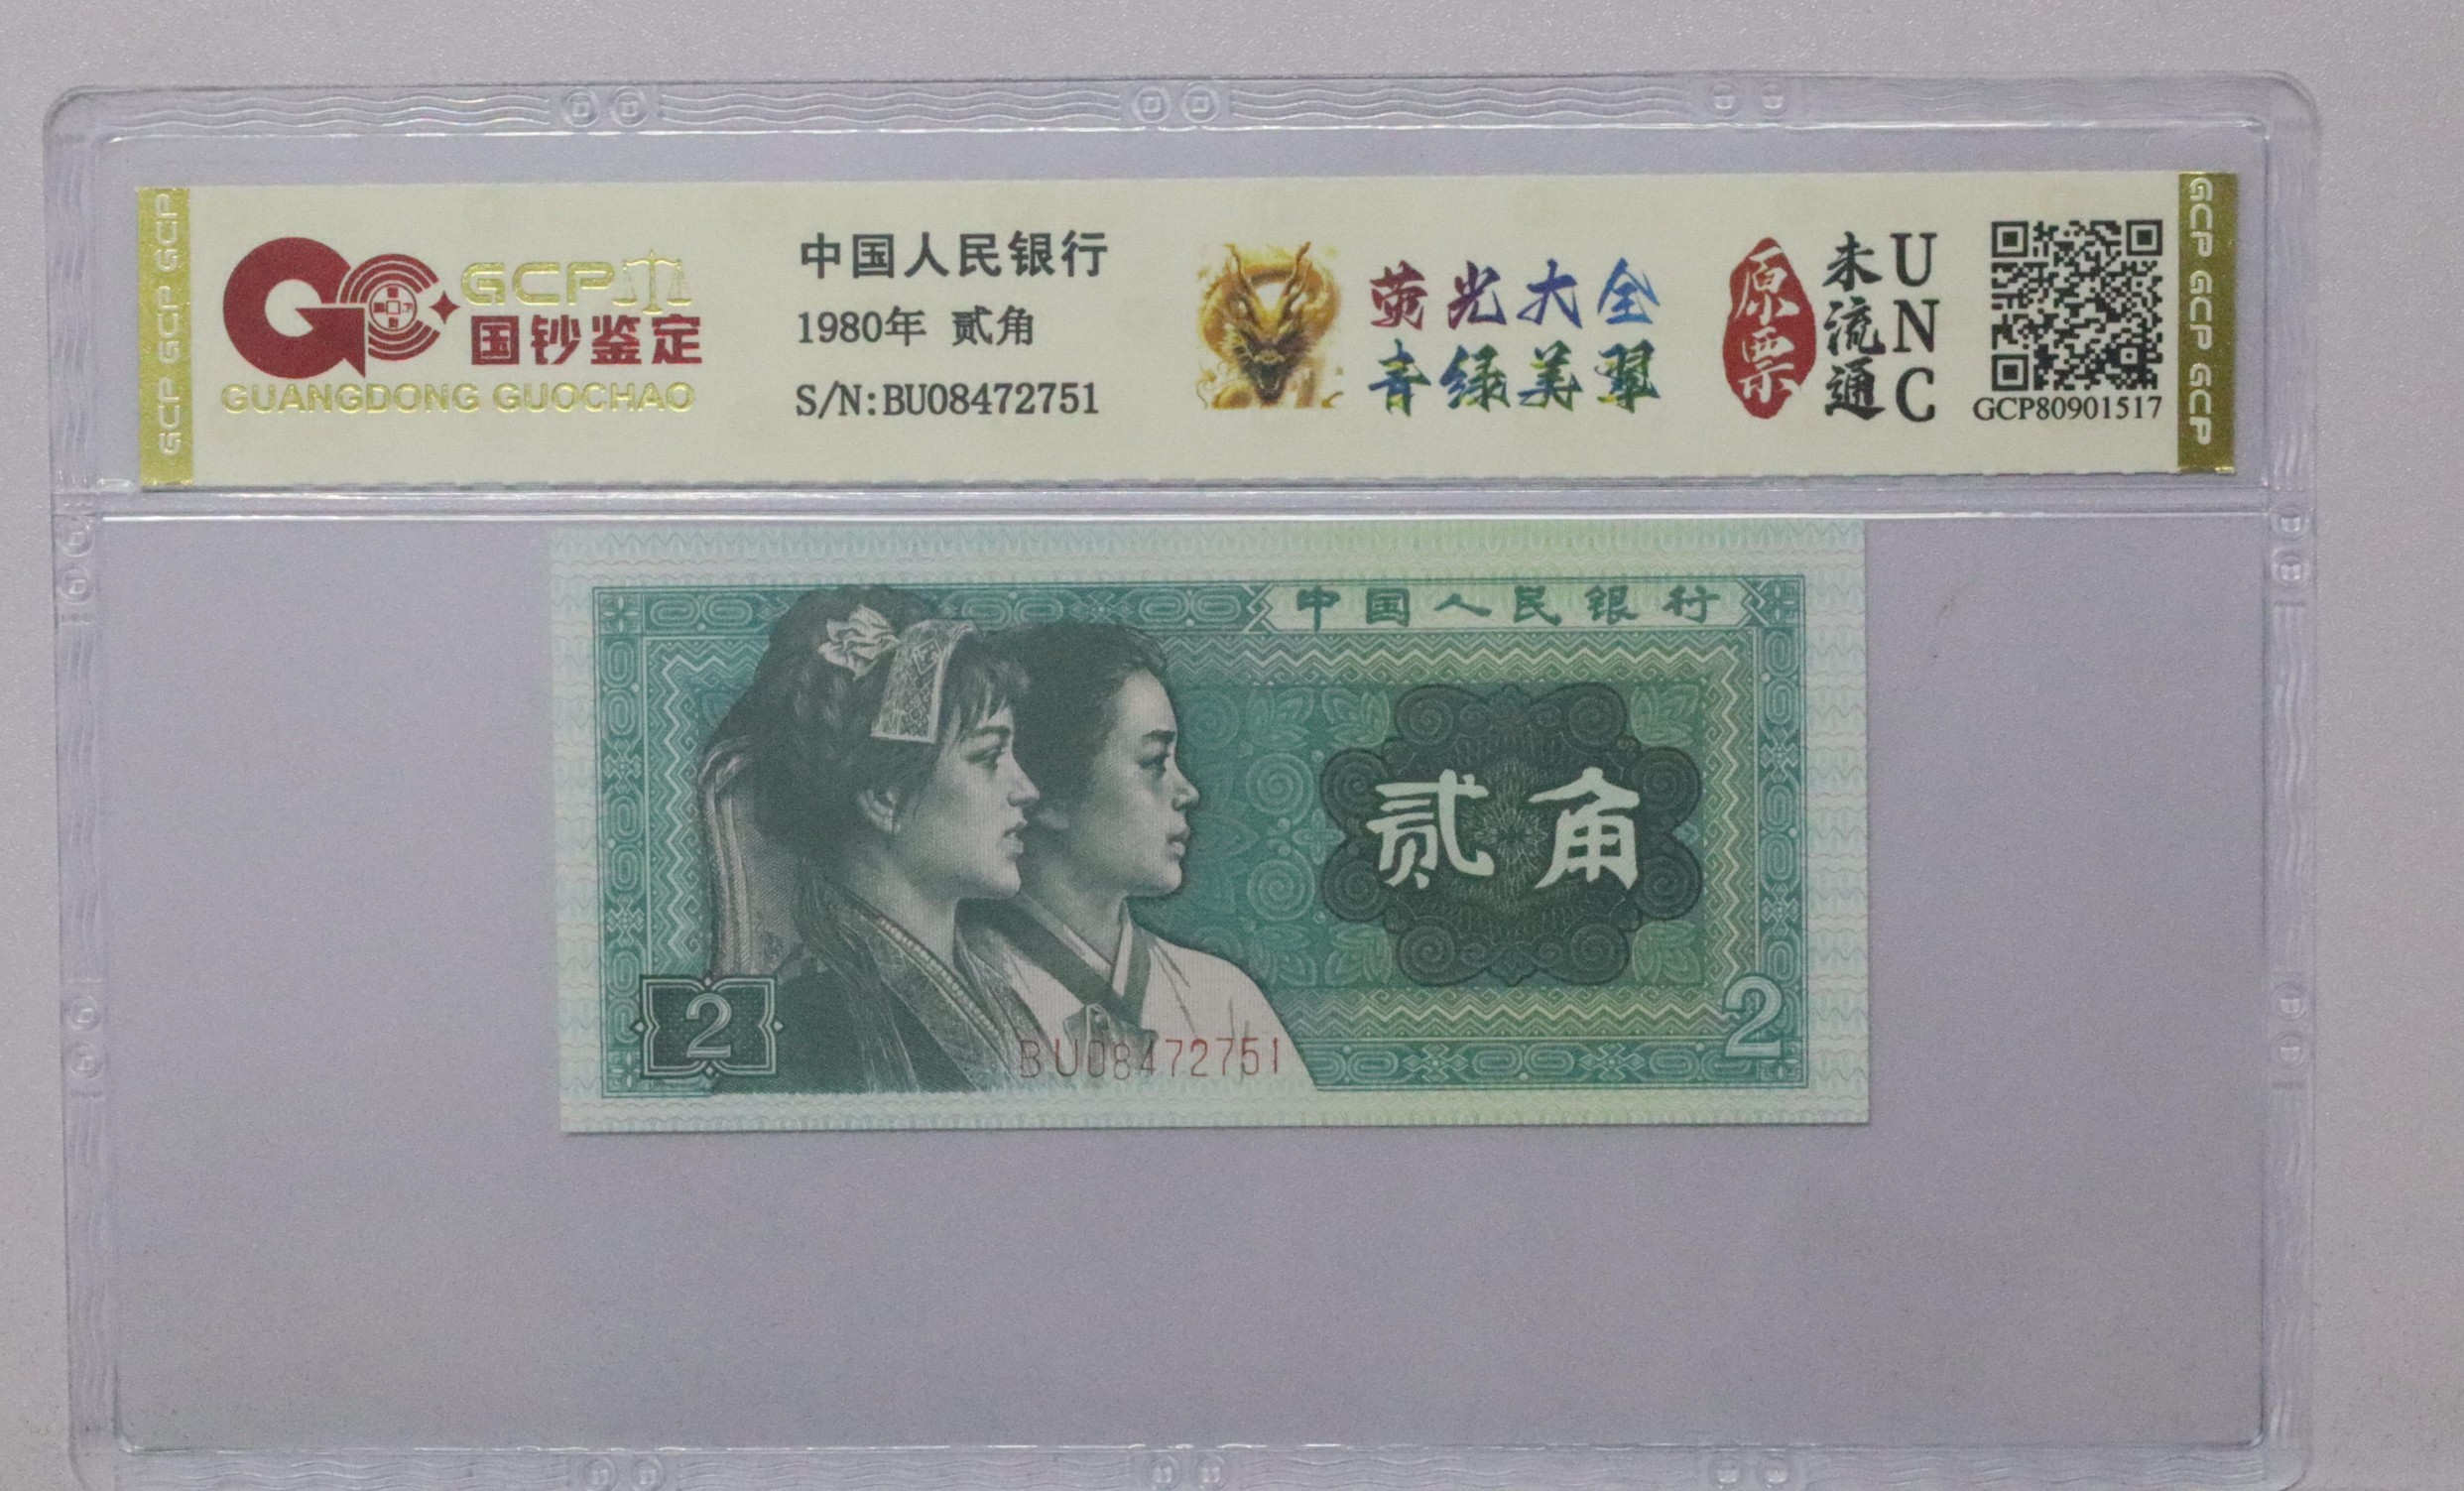 GCP GCP GCP
GCP
国钞鉴定
GUANGDONG GUOCHAO
中国人民银行
1980年 贰角
S/N:BU08472751
荧光大全
青绿美翠
原票
未流通
UNC
GCP80901517
GCP GCP GCP
中国人民银行
贰角
2
2
BU08472751